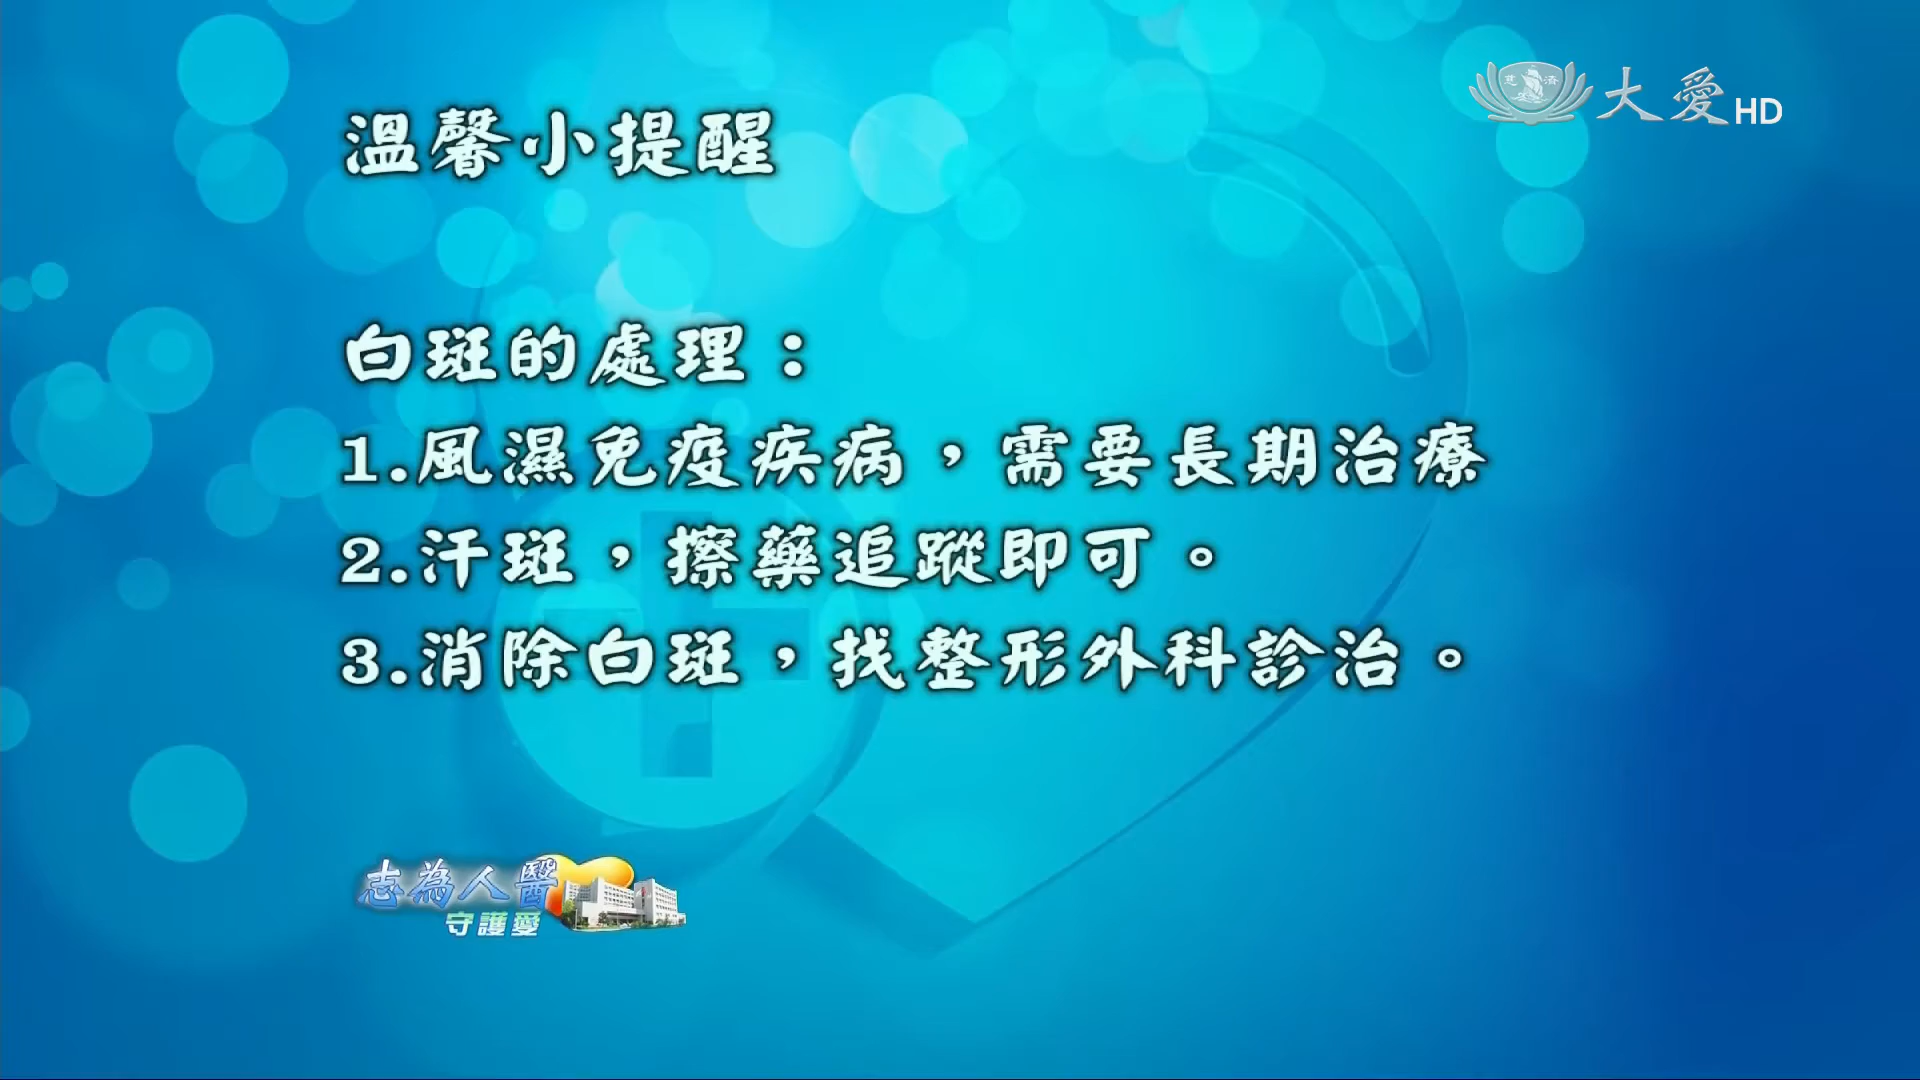 慈濟
大愛HD
溫馨小提醒
白斑的處理：
1.風濕免疫疾病，需要長期治療
2.汗斑，擦藥追蹤即可。
3.消除白斑，找整形外科診治。
志為人醫
守護愛